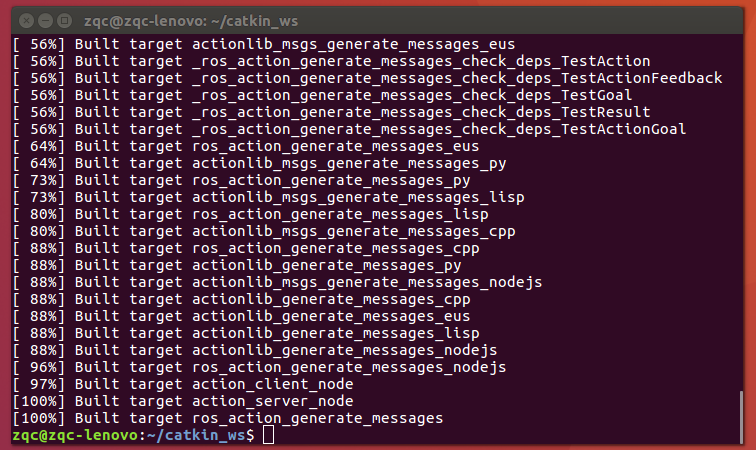 zqc@zqc-lenovo: ~/catkin_ws
[ 56%] Built target actionlib_msgs_generate_messages_eus
[ 56%] Built target _ros_action_generate_messages_check_deps_TestAction
[ 56%] Built target _ros_action_generate_messages_check_deps_TestActionFeedback
[ 56%] Built target _ros_action_generate_messages_check_deps_TestGoal
[ 56%] Built target _ros_action_generate_messages_check_deps_TestResult
[ 56%] Built target _ros_action_generate_messages_check_deps_TestActionGoal
[ 64%] Built target ros_action_generate_messages_eus
[ 64%] Built target actionlib_msgs_generate_messages_py
[ 73%] Built target ros_action_generate_messages_py
[ 73%] Built target actionlib_msgs_generate_messages_lisp
[ 80%] Built target ros_action_generate_messages_lisp
[ 80%] Built target actionlib_msgs_generate_messages_cpp
[ 88%] Built target ros_action_generate_messages_cpp
[ 88%] Built target actionlib_generate_messages_py
[ 88%] Built target actionlib_msgs_generate_messages_nodejs
[ 88%] Built target actionlib_generate_messages_cpp
[ 88%] Built target actionlib_generate_messages_eus
[ 88%] Built target actionlib_generate_messages_lisp
[ 88%] Built target actionlib_generate_messages_nodejs
[ 96%] Built target ros_action_generate_messages_nodejs
[ 97%] Built target action_client_node
[100%] Built target action_server_node
[100%] Built target ros_action_generate_messages
zqc@zqc-lenovo:~/catkin_ws$